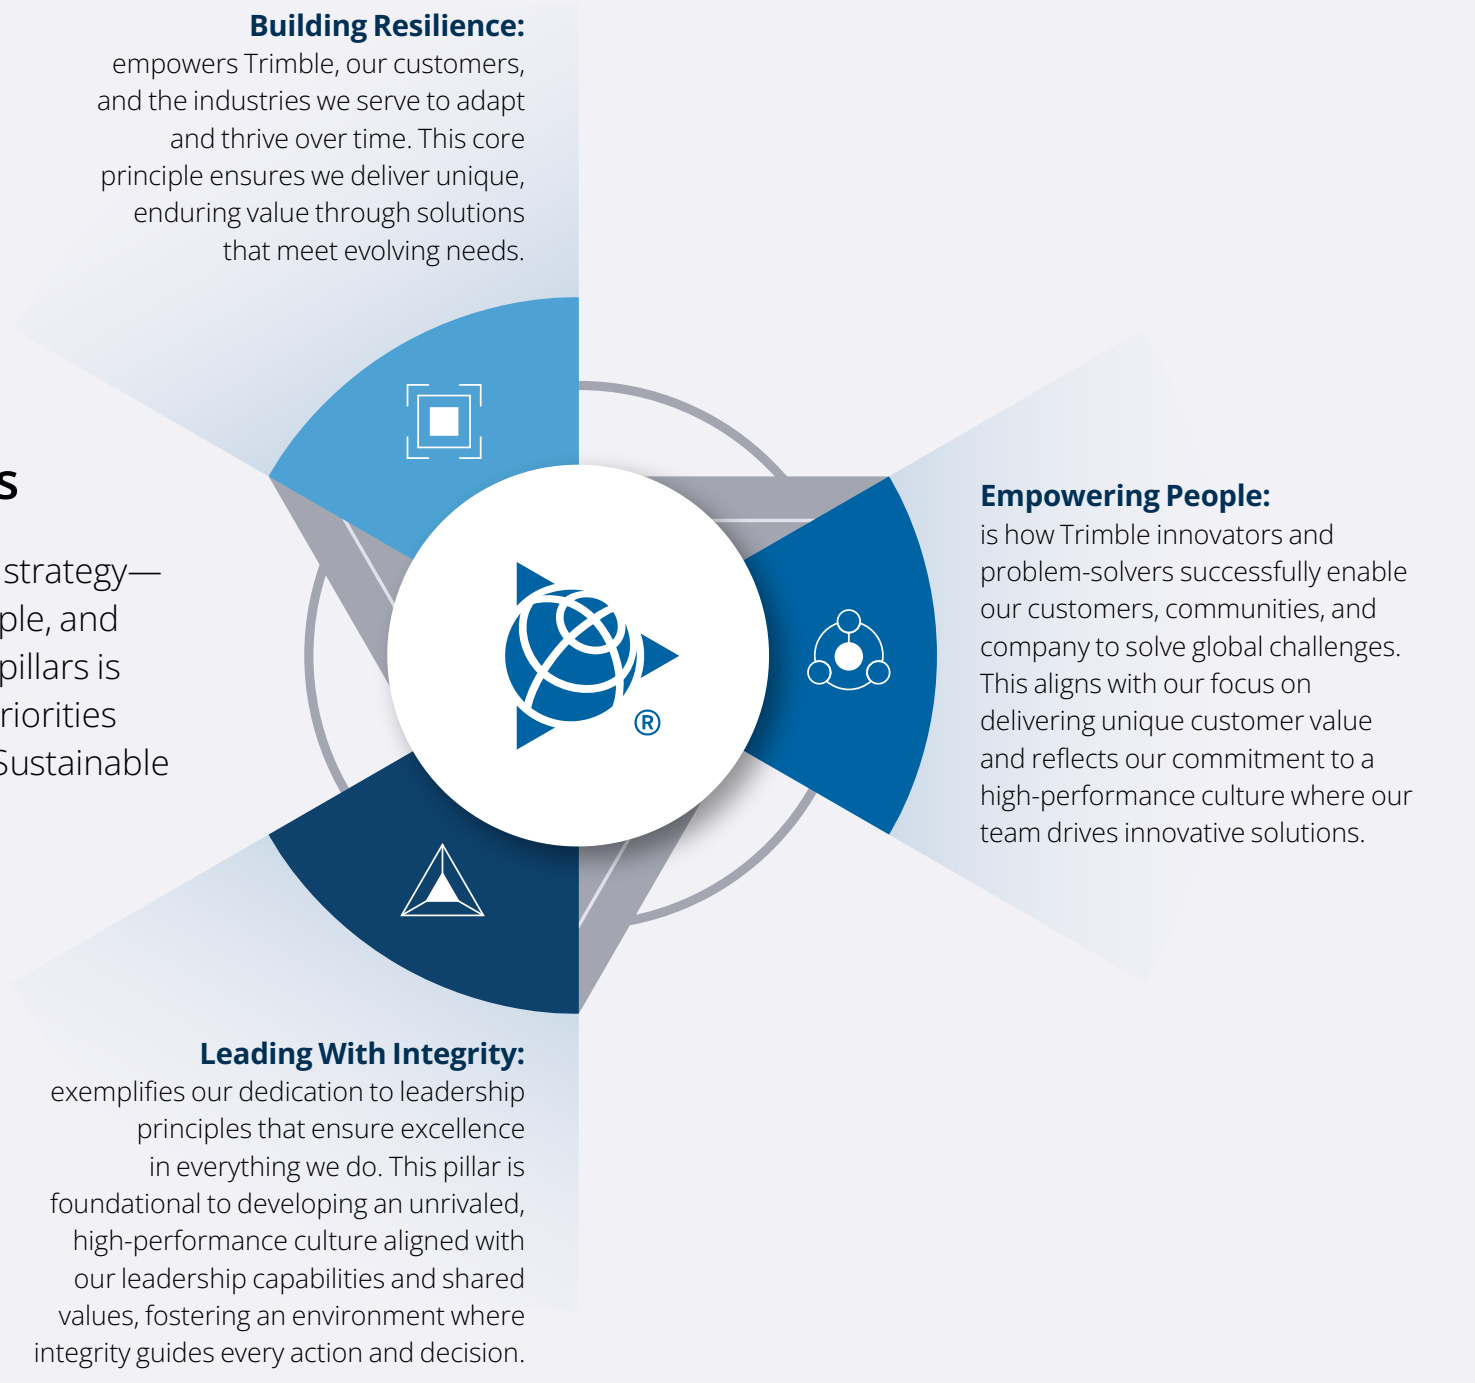 Building Resilience:
empowers Trimble, our customers,
and the industries we serve to adapt
and thrive over time. This core
principle ensures we deliver unique,
enduring value through solutions
that meet evolving needs.
strategy—
and
pillars is
Sustainable
®
Empowering People:
is how Trimble innovators and
problem-solvers successfully enable
our customers, communities, and
company to solve global challenges.
This aligns with our focus on
delivering unique customer value
and reflects our commitment to a
high-performance culture where our
team drives innovative solutions.
Leading With Integrity:
exemplifies our dedication to leadership
principles that ensure excellence
in everything we do. This pillar is
foundational to developing an unrivaled,
high-performance culture aligned with
our leadership capabilities and shared
values, fostering an environment where
integrity guides every action and decision.